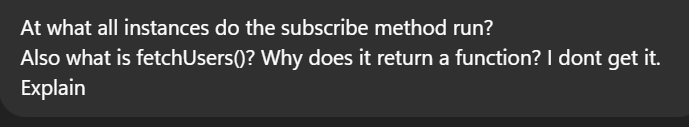 At what all instances do the subscribe method run?
Also what is fetchUsers()? Why does it return a function? I dont get it.
Explain